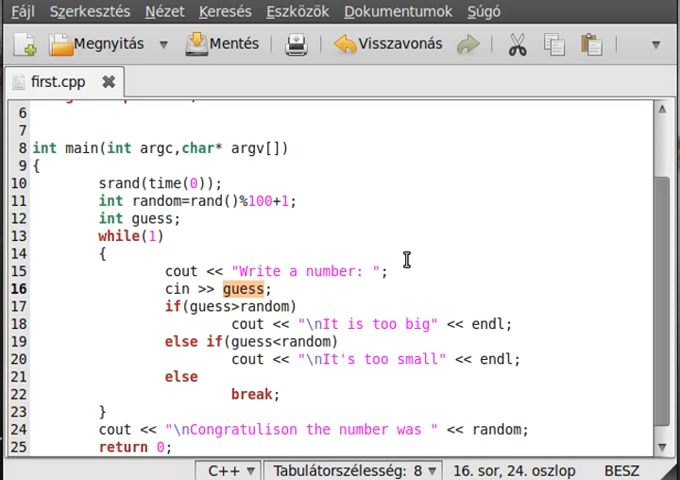 Fájl Szerkesztés Nézet Keresés Eszközök Dokumentumok Súgó
Megnyitás Mentés Visszavonás
first.cpp
6
7
8 int main(int argc,char* argv[])
9 {
10 srand(time(0));
11 int random=rand()%100+1;
12 int guess;
13 while(1)
14 {
15 cout << "Write a number: ";
16 cin >> guess;
17 if(guess>random)
18 cout << "\nIt is too big" << endl;
19 else if(guess<random)
20 cout << "\nIt's too small" << endl;
21 else
22 break;
23 }
24 cout << "\nCongratulison the number was " << random;
25 return 0;
C++ Tabulátorszélesség: 8 16. sor, 24. oszlop BESZ